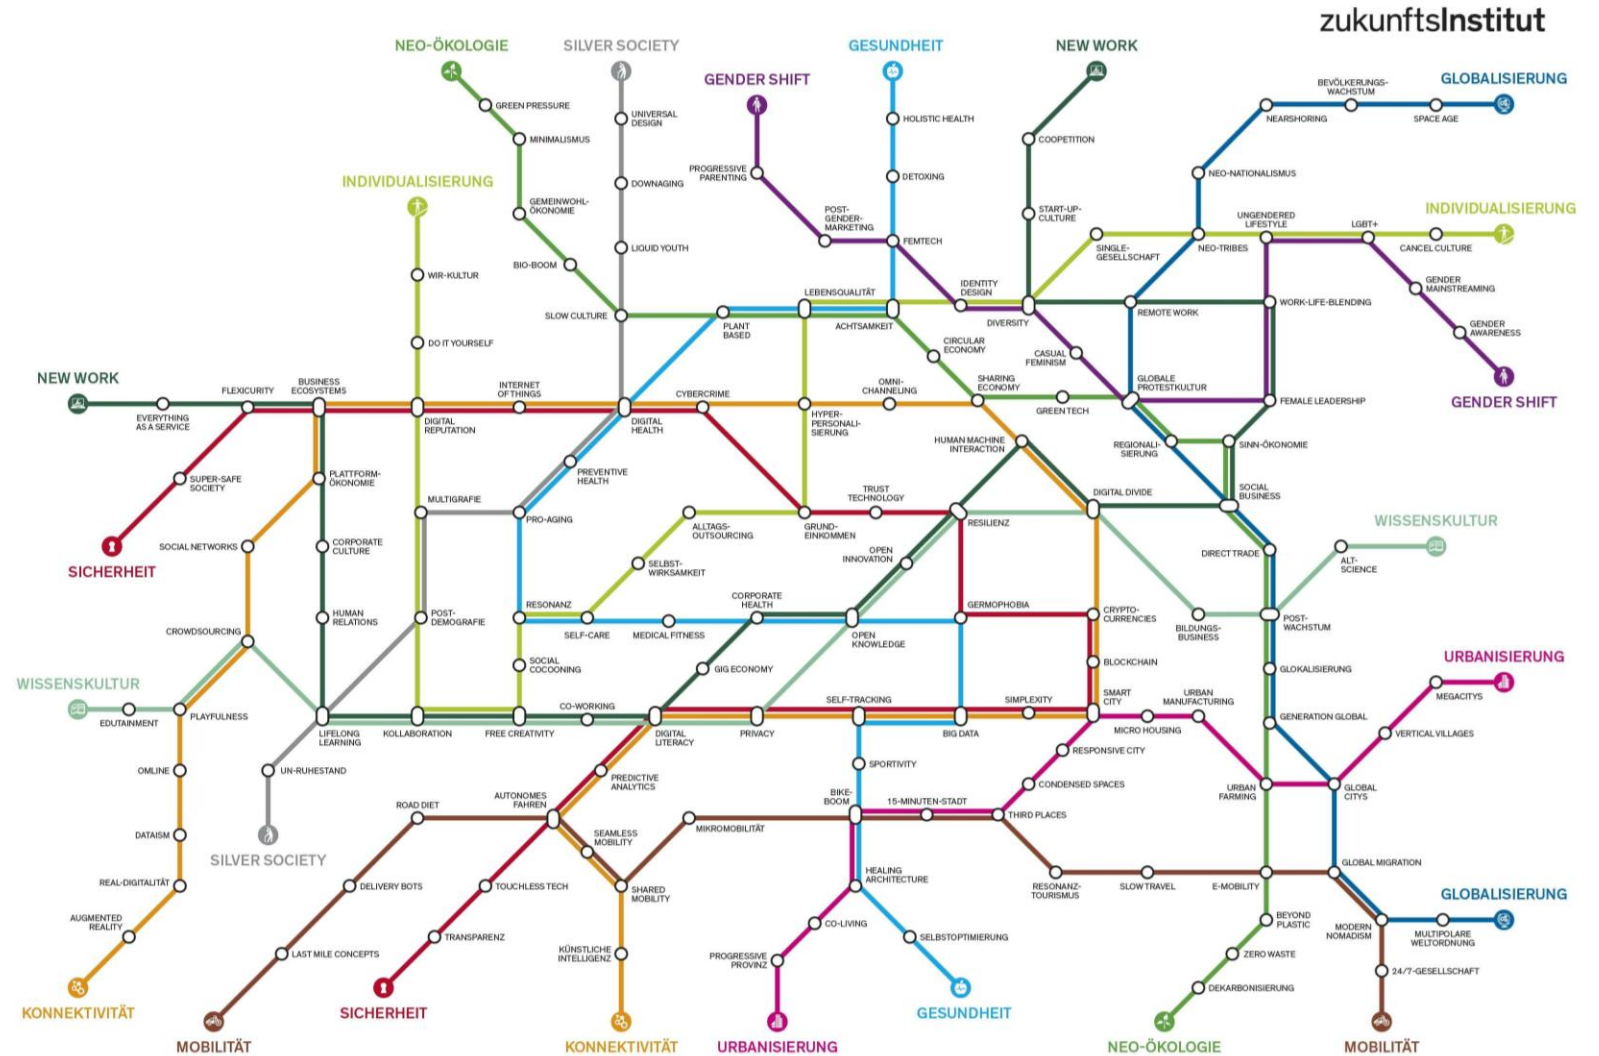 zukunftsInstitut
NEO-ÖKOLOGIE
SILVER SOCIETY
GESUNDHEIT
NEW WORK
GENDER SHIFT
GLOBALISIERUNG
BEVÖLKERUNGS-
WACHSTUM
GREEN PRESSURE
UNIVERSAL
DESIGN
HOLISTIC HEALTH
NEARSHORING
SPACE AGE
MINIMALISMUS
COOPETITION
PROGRESSIVE
PARENTING
DETOXING
NEO-NATIONALISMUS
INDIVIDUALISIERUNG
DOWNAGING
GEMEINWOHL-
ÖKONOMIE
POST-
GENDER-
MARKETING
START-UP-
CULTURE
UNGENDERED
LIFESTYLE
LGBT+
INDIVIDUALISIERUNG
LIQUID YOUTH
FEMTECH
SINGLE-
GESELLSCHAFT
NEO-TRIBES
CANCEL CULTURE
BIO-BOOM
WIR-KULTUR
LEBENSQUALITÄT
IDENTITY
DESIGN
GENDER
MAINSTREAMING
SLOW CULTURE
PLANT
BASED
ACHTSAMKEIT
DIVERSITY
REMOTE WORK
WORK-LIFE-BLENDING
DO IT YOURSELF
CIRCULAR
ECONOMY
CASUAL
FEMINISM
GENDER
AWARENESS
NEW WORK
FLEXICURITY
BUSINESS
ECOSYSTEMS
INTERNET
OF THINGS
CYBERCRIME
OMNI-
CHANNELING
SHARING
ECONOMY
GLOBALE
PROTESTKULTUR
GENDER SHIFT
EVERYTHING
AS A SERVICE
DIGITAL
REPUTATION
DIGITAL
HEALTH
HYPER-
PERSONALI-
SIERUNG
GREEN TECH
FEMALE LEADERSHIP
HUMAN MACHINE
INTERACTION
REGIONALI-
SIERUNG
SINN-ÖKONOMIE
SUPER-SAFE
SOCIETY
PLATTFORM-
ÖKONOMIE
PREVENTIVE
HEALTH
MULTIGRAFIE
TRUST
TECHNOLOGY
DIGITAL DIVIDE
SOCIAL
BUSINESS
PRO-AGING
ALLTAGS-
OUTSOURCING
GRUND-
EINKOMMEN
RESILIENZ
WISSENSKULTUR
SICHERHEIT
SOCIAL NETWORKS
CORPORATE
CULTURE
SELBST-
WIRKSAMKEIT
OPEN
INNOVATION
DIRECT TRADE
ALT-
SCIENCE
CROWDSOURCING
HUMAN
RELATIONS
POST-
DEMOGRAFIE
RESONANZ
SELF-CARE
MEDICAL FITNESS
CORPORATE
HEALTH
OPEN
KNOWLEDGE
GERMOPHOBIA
CRYPTO-
CURRENCIES
BILDUNGS-
BUSINESS
POST-
WACHSTUM
SOCIAL
COCOONING
GIG ECONOMY
BLOCKCHAIN
GLOKALISIERUNG
URBANISIERUNG
WISSENSKULTUR
EDUTAINMENT
PLAYFULNESS
LIFELONG
LEARNING
KOLLABORATION
FREE CREATIVITY
CO-WORKING
DIGITAL
LITERACY
PRIVACY
SELF-TRACKING
BIG DATA
SIMPLEXITY
SMART
CITY
MICRO HOUSING
URBAN
MANUFACTURING
GENERATION GLOBAL
MEGACITYS
VERTICAL VILLAGES
OMLINE
UN-RUHESTAND
PREDICTIVE
ANALYTICS
SPORTIVITY
RESPONSIVE CITY
CONDENSED SPACES
URBAN
FARMING
GLOBAL
CITYS
ROAD DIET
AUTONOMES
FAHREN
BIKE-
BOOM
15-MINUTEN-STADT
THIRD PLACES
DATAISM
SILVER SOCIETY
SEAMLESS
MOBILITY
MIKROMOBILITÄT
REAL-DIGITALITÄT
DELIVERY BOTS
TOUCHLESS TECH
SHARED
MOBILITY
HEALING
ARCHITECTURE
RESONANZ-
TOURISMUS
SLOW TRAVEL
E-MOBILITY
GLOBAL MIGRATION
GLOBALISIERUNG
AUGMENTED
REALITY
TRANSPARENZ
CO-LIVING
SELBSTOPTIMIERUNG
BEYOND
PLASTIC
MODERN
NOMADISM
MULTIPOLARE
WELTORDNUNG
LAST MILE CONCEPTS
KÜNSTLICHE
INTELLIGENZ
PROGRESSIVE
PROVINZ
ZERO WASTE
24/7-GESELLSCHAFT
DEKARBONISIERUNG
KONNEKTIVITÄT
SICHERHEIT
GESUNDHEIT
MOBILITÄT
KONNEKTIVITÄT
URBANISIERUNG
NEO-ÖKOLOGIE
MOBILITÄT